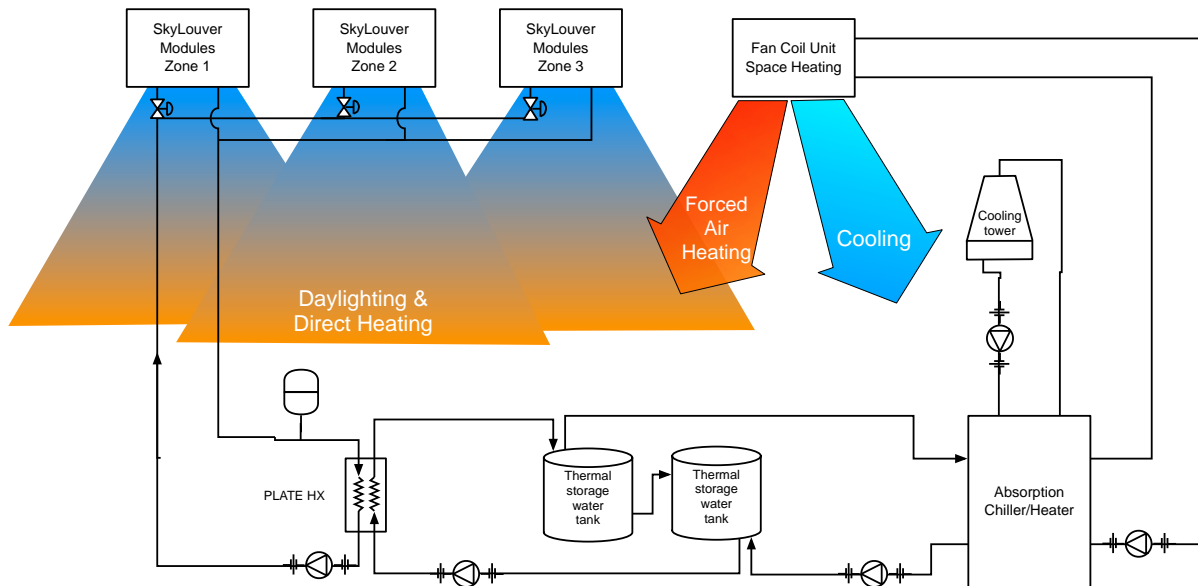 SkyLouver
Modules
Zone 1
SkyLouver
Modules
Zone 2
SkyLouver
Modules
Zone 3
Fan Coil Unit
Space Heating
Forced
Air
Heating
Cooling
Cooling
tower
Daylighting &
Direct Heating
PLATE HX
Thermal
storage
water
tank
Thermal
storage
water
tank
Absorption
Chiller/Heater